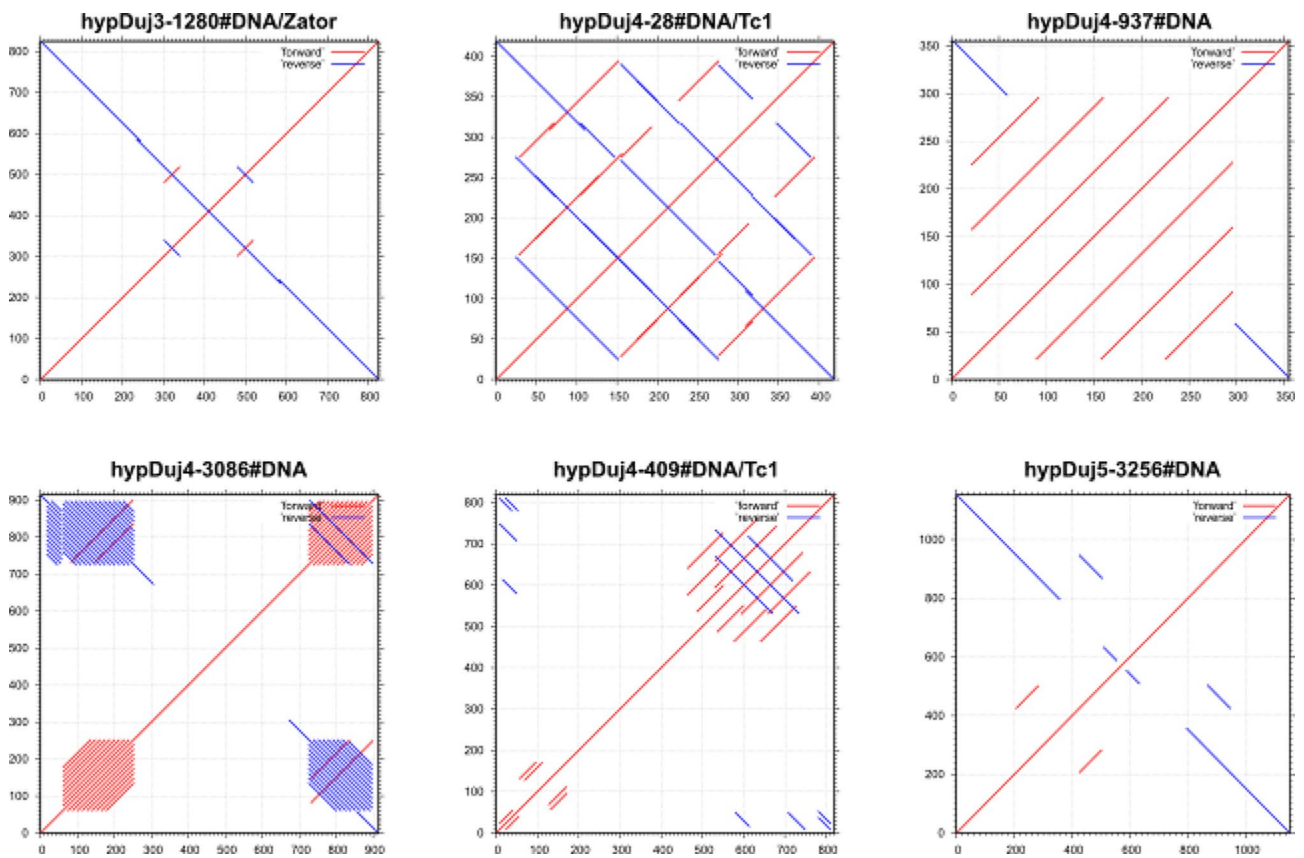 hypDuj3-1280#DNA/Zator
'forward'
'reverse'
800
700
600
500
400
300
200
100
0
0 100 200 300 400 500 600 700 800
hypDuj4-28#DNA/Tc1
'forward'
'reverse'
400
350
300
250
200
150
100
50
0
0 50 100 150 200 250 300 350 400
hypDuj4-937#DNA
'forward'
'reverse'
350
300
250
200
150
100
50
0
0 50 100 150 200 250 300 350
hypDuj4-3086#DNA
'forward'
'reverse'
900
800
700
600
500
400
300
200
100
0
0 100 200 300 400 500 600 700 800 900
hypDuj4-409#DNA/Tc1
'forward'
'reverse'
800
700
600
500
400
300
200
100
0
0 100 200 300 400 500 600 700 800
hypDuj5-3256#DNA
'forward'
'reverse'
1000
800
600
400
200
0
0 200 400 600 800 1000